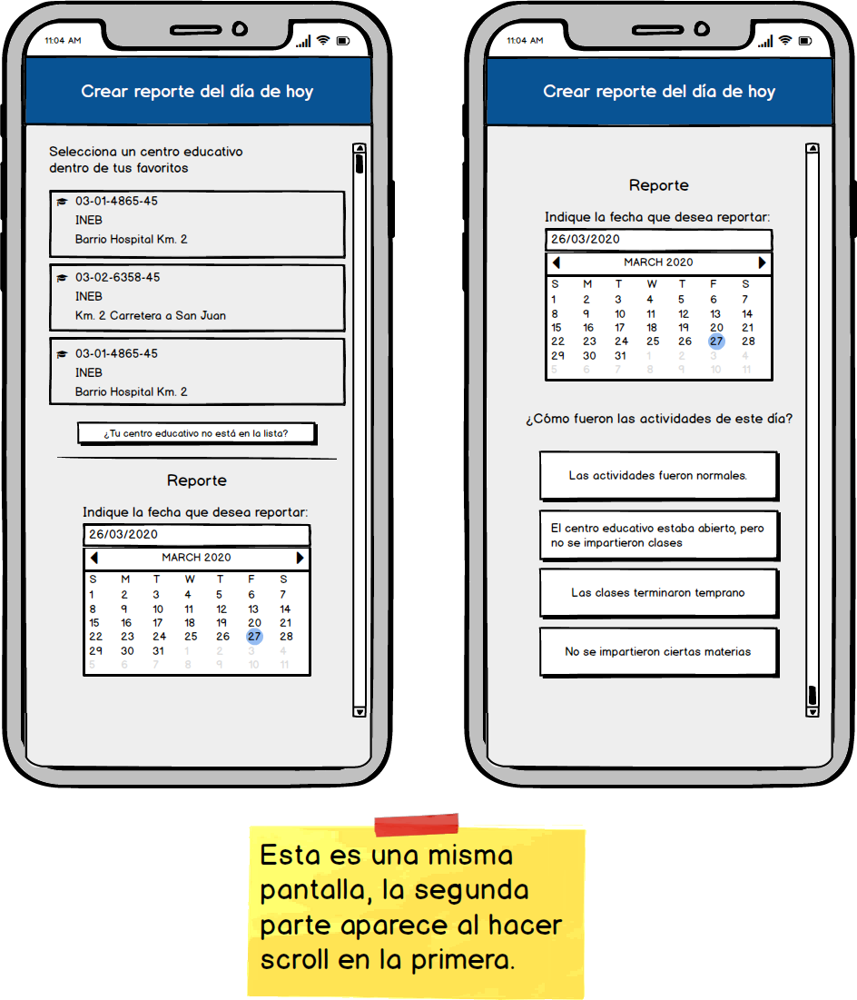 11:04 AM
Crear reporte del día de hoy
Selecciona un centro educativo
dentro de tus favoritos
03-01-4865-45
INEB
Barrio Hospital Km. 2
03-02-6358-45
INEB
Km. 2 Carretera a San Juan
03-01-4865-45
INEB
Barrio Hospital Km. 2
¿Tu centro educativo no está en la lista?
Reporte
Indique la fecha que desea reportar:
26/03/2020
MARCH 2020
S M T W T F S
1 2 3 4 5 6 7
8 9 10 11 12 13 14
15 16 17 18 19 20 21
22 23 24 25 26 27 28
29 30 31 1 2 3 4
5 6 7 8 9 10 11
11:04 AM
Crear reporte del día de hoy
Reporte
Indique la fecha que desea reportar:
26/03/2020
MARCH 2020
S M T W T F S
1 2 3 4 5 6 7
8 9 10 11 12 13 14
15 16 17 18 19 20 21
22 23 24 25 26 27 28
29 30 31 1 2 3 4
5 6 7 8 9 10 11
¿Cómo fueron las actividades de este día?
Las actividades fueron normales.
El centro educativo estaba abierto, pero
no se impartieron clases
Las clases terminaron temprano
No se impartieron ciertas materias
Esta es una misma
pantalla, la segunda
parte aparece al hacer
scroll en la primera.